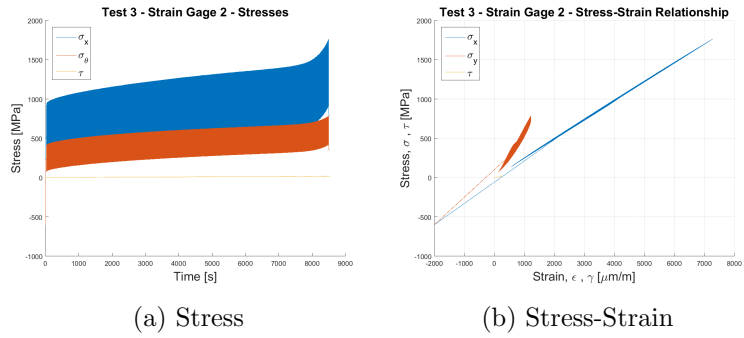 Test 3 - Strain Gage 2 - Stresses
σx
σθ
τ
Stress [MPa]
2000
1500
1000
500
0
-500
-1000
0 1000 2000 3000 4000 5000 6000 7000 8000 9000
Time [s]
(a) Stress
Test 3 - Strain Gage 2 - Stress-Strain Relationship
σx
σy
τ
Stress, σ , τ [MPa]
2000
1500
1000
500
0
-500
-1000
-2000 -1000 0 1000 2000 3000 4000 5000 6000 7000 8000
Strain, ϵ , γ [μm/m]
(b) Stress-Strain